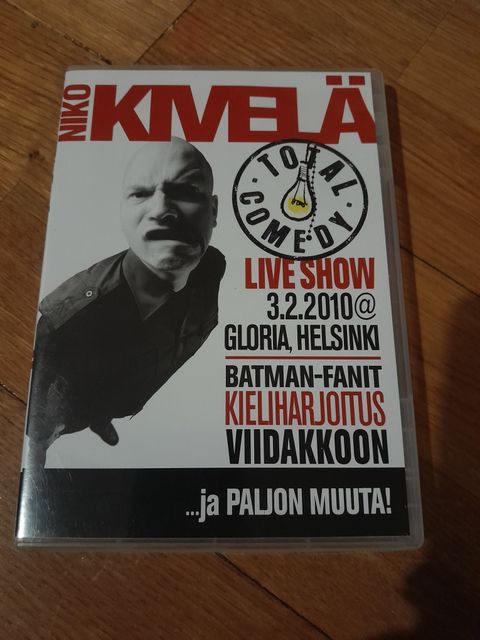 NIKO
KIVELÄ
TOTAL
COMEDY
LIVE SHOW
3.2.2010@
GLORIA, HELSINKI
BATMAN-FANIT
KIELIHARJOITUS
VIIDAKKOON
...ja PALJON MUUTA!